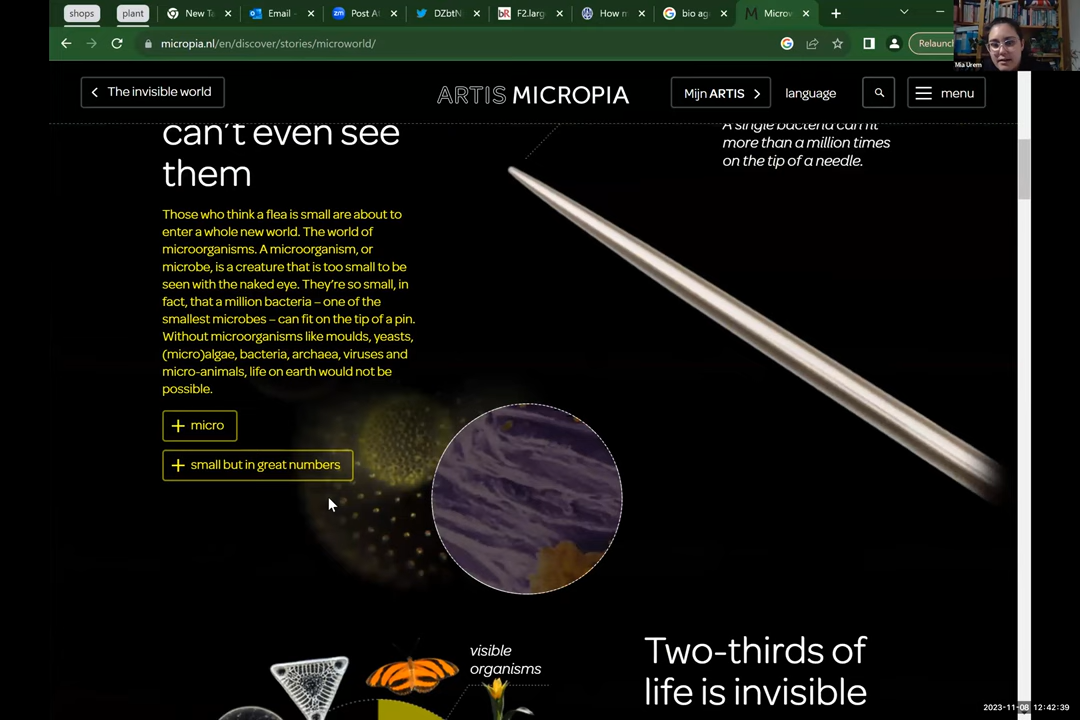 shops
plant
New T
Email -
Post At
DZbtN
F2.larg
How m
bio aga
Microw
micropia.nl/en/discover/stories/microworld/
Relaunc
Mia Urem
The invisible world
ARTIS MICROPIA
Mijn ARTIS
language
menu
can't even see
them
A single bacteria can fit
more than a million times
on the tip of a needle.
Those who think a flea is small are about to
enter a whole new world. The world of
microorganisms. A microorganism, or
microbe, is a creature that is too small to be
seen with the naked eye. They're so small, in
fact, that a million bacteria – one of the
smallest microbes – can fit on the tip of a pin.
Without microorganisms like moulds, yeasts,
(micro)algae, bacteria, archaea, viruses and
micro-animals, life on earth would not be
possible.
+ micro
+ small but in great numbers
visible
organisms
Two-thirds of
life is invisible
2023-11-08 12:42:39